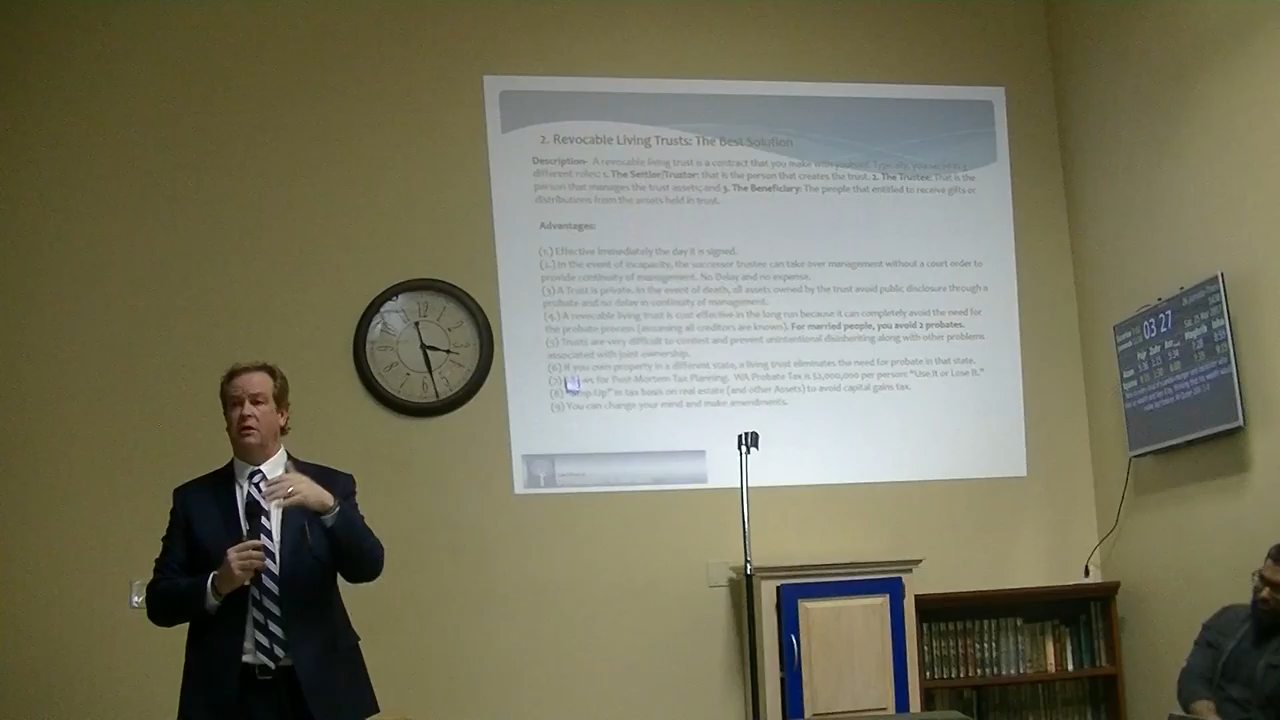 2. Revocable Living Trusts: The Best Solution
Description- A revocable living trust is a contract that you make with yourself. Typically, you serve in 3
different roles: 1. The Settlor/Trustor: that is the person that creates the trust. 2. The Trustee: That is the
person that manages the trust assets; and 3. The Beneficiary: The people that entitled to receive gifts or
distributions from the assets held in trust.
Advantages:
(1.) Effective immediately the day it is signed.
(2.) In the event of incapacity, the successor trustee can take over management without a court order to
provide continuity of management. No Delay and no expense.
(3.) A Trust is private. In the event of death, all assets owned by the trust avoid public disclosure through a
probate and no delay in continuity of management.
(4.) A revocable living trust is cost effective in the long run because it can completely avoid the need for
the probate process (assuming all creditors are known). For married people, you avoid 2 probates.
(5) Trusts are very difficult to contest and prevent unintentional disinheriting along with other problems
associated with joint ownership.
(6) If you own property in a different state, a living trust eliminates the need for probate in that state.
(7) for Post-Mortem Tax Planning. WA Probate Tax is $2,000,000 per person: "Use It or Lose It."
(8) Up" in tax basis on real estate (and other Assets) to avoid capital gains tax.
(9) You can change your mind and make amendments.
12
03 27